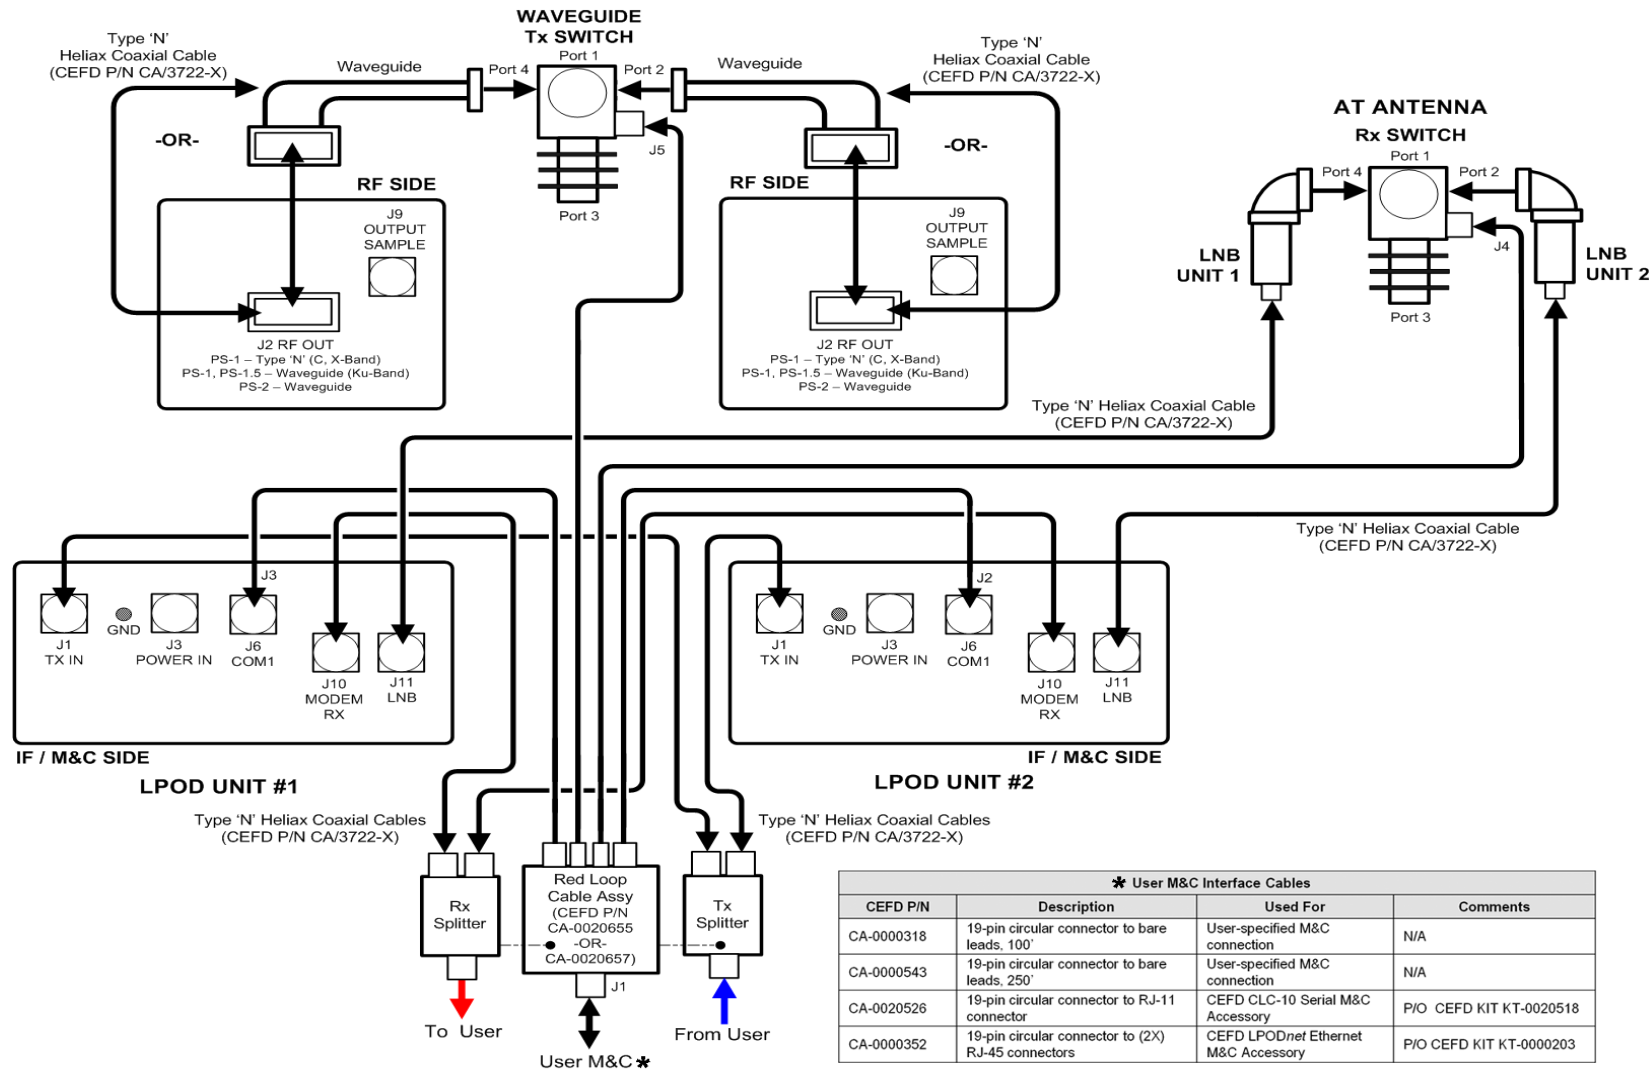 WAVEGUIDE
Tx SWITCH
Type ‘N’
Heliax Coaxial Cable
(CEFD P/N CA/3722-X)
Waveguide
Port 4
Port 1
Port 2
Waveguide
Type ‘N’
Heliax Coaxial Cable
(CEFD P/N CA/3722-X)
-OR-
J5
-OR-
Port 3
AT ANTENNA
Rx SWITCH
Port 1
Port 4
Port 2
J4
LNB
UNIT 1
LNB
UNIT 2
Port 3
RF SIDE
J9
OUTPUT
SAMPLE
J2 RF OUT
PS-1 – Type ‘N’ (C, X-Band)
PS-1, PS-1.5 – Waveguide (Ku-Band)
PS-2 – Waveguide
RF SIDE
J9
OUTPUT
SAMPLE
J2 RF OUT
PS-1 – Type ‘N’ (C, X-Band)
PS-1, PS-1.5 – Waveguide (Ku-Band)
PS-2 – Waveguide
Type ‘N’ Heliax Coaxial Cable
(CEFD P/N CA/3722-X)
Type ‘N’ Heliax Coaxial Cable
(CEFD P/N CA/3722-X)
J3
J1
TX IN
GND
J3
POWER IN
J6
COM1
J10
MODEM
RX
J11
LNB
IF / M&C SIDE
LPOD UNIT #1
J2
J1
TX IN
GND
J3
POWER IN
J6
COM1
J10
MODEM
RX
J11
LNB
IF / M&C SIDE
LPOD UNIT #2
Type ‘N’ Heliax Coaxial Cables
(CEFD P/N CA/3722-X)
Type ‘N’ Heliax Coaxial Cables
(CEFD P/N CA/3722-X)
Rx
Splitter
Red Loop
Cable Assy
(CEFD P/N
CA-0020655
-OR-
CA-0020657)
Tx
Splitter
J1
To User
User M&C*
From User
* User M&C Interface Cables
CEFD P/N Description Used For Comments
CA-0000318 19-pin circular connector to bare leads, 100’ User-specified M&C connection N/A
CA-0000543 19-pin circular connector to bare leads, 250’ User-specified M&C connection N/A
CA-0020526 19-pin circular connector to RJ-11 connector CEFD CLC-10 Serial M&C Accessory P/O CEFD KIT KT-0020518
CA-0000352 19-pin circular connector to (2X) RJ-45 connectors CEFD LPODnet Ethernet M&C Accessory P/O CEFD KIT KT-0000203